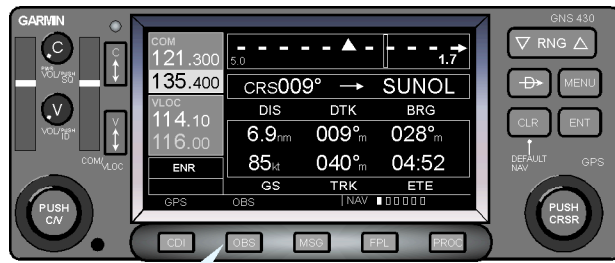 GARMIN
GNS 430
C
PWR
VOL/PUSH
SQ
V
VOL/PUSH
ID
C
V
COM/VLOC
PUSH
C/V
COM
121.300
135.400
VLOC
114.10
116.00
ENR
GPS
5.0
1.7
CRS009° → SUNOL
DIS DTK BRG
6.9nm 009°m 028°m
85kt 040°m 04:52
GS TRK ETE
OBS
NAV
RNG
D
MENU
CLR
ENT
DEFAULT
NAV
GPS
PUSH
CRSR
CDI
OBS
MSG
FPL
PROC